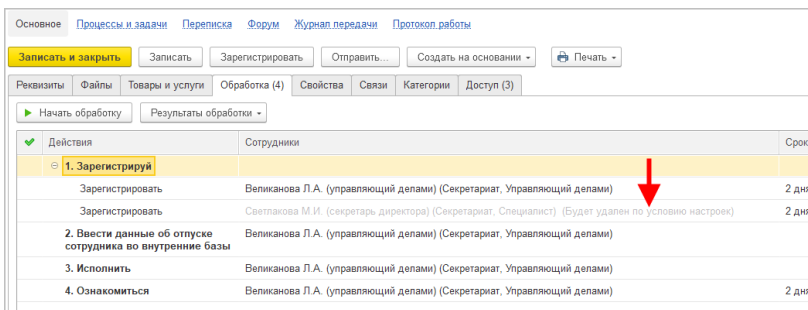 Основное Процессы и задачи Переписка Форум Журнал передачи Протокол работы
Записать и закрыть Записать Зарегистрировать Отправить... Создать на основании Печать
Реквизиты Файлы Товары и услуги Обработка (4) Свойства Связи Категории Доступ (3)
Начать обработку Результаты обработки
Действия Сотрудники Срок
1. Зарегистрируй
Зарегистрировать Великанова Л.А. (управляющий делами) (Секретариат, Управляющий делами) 2 дня
Зарегистрировать Светлакова М.И. (секретарь директора) (Секретариат, Специалист) (Будет удален по условию настроек) 2 дня
2. Ввести данные об отпуске Великанова Л.А. (управляющий делами) (Секретариат, Управляющий делами)
сотрудника во внутренние базы
3. Исполнить Великанова Л.А. (управляющий делами) (Секретариат, Управляющий делами)
4. Ознакомиться Великанова Л.А. (управляющий делами) (Секретариат, Управляющий делами) 2 дня